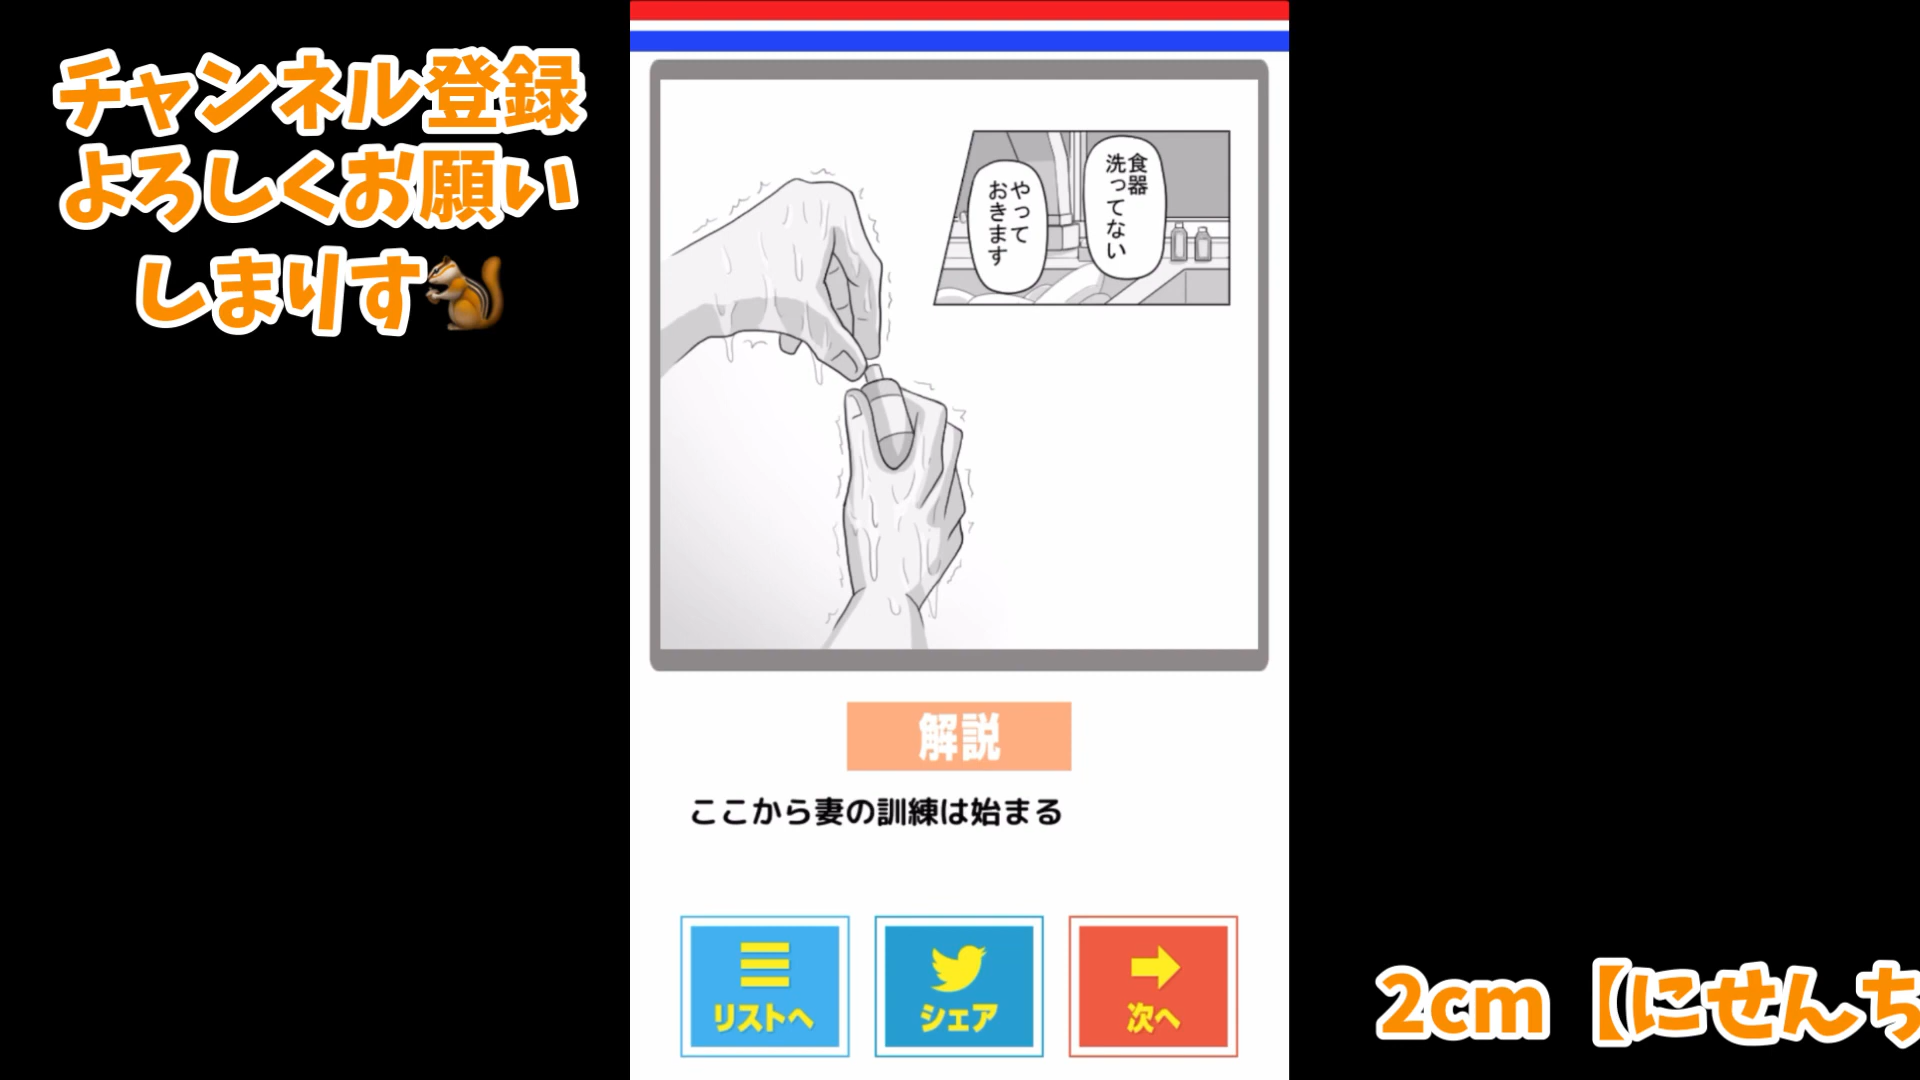 チャンネル登録
よろしくお願い
しまりす
食器
洗ってない
やって
おきます
解説
ここから妻の訓練は始まる
リストへ
シェア
次へ
2cm【にせんち